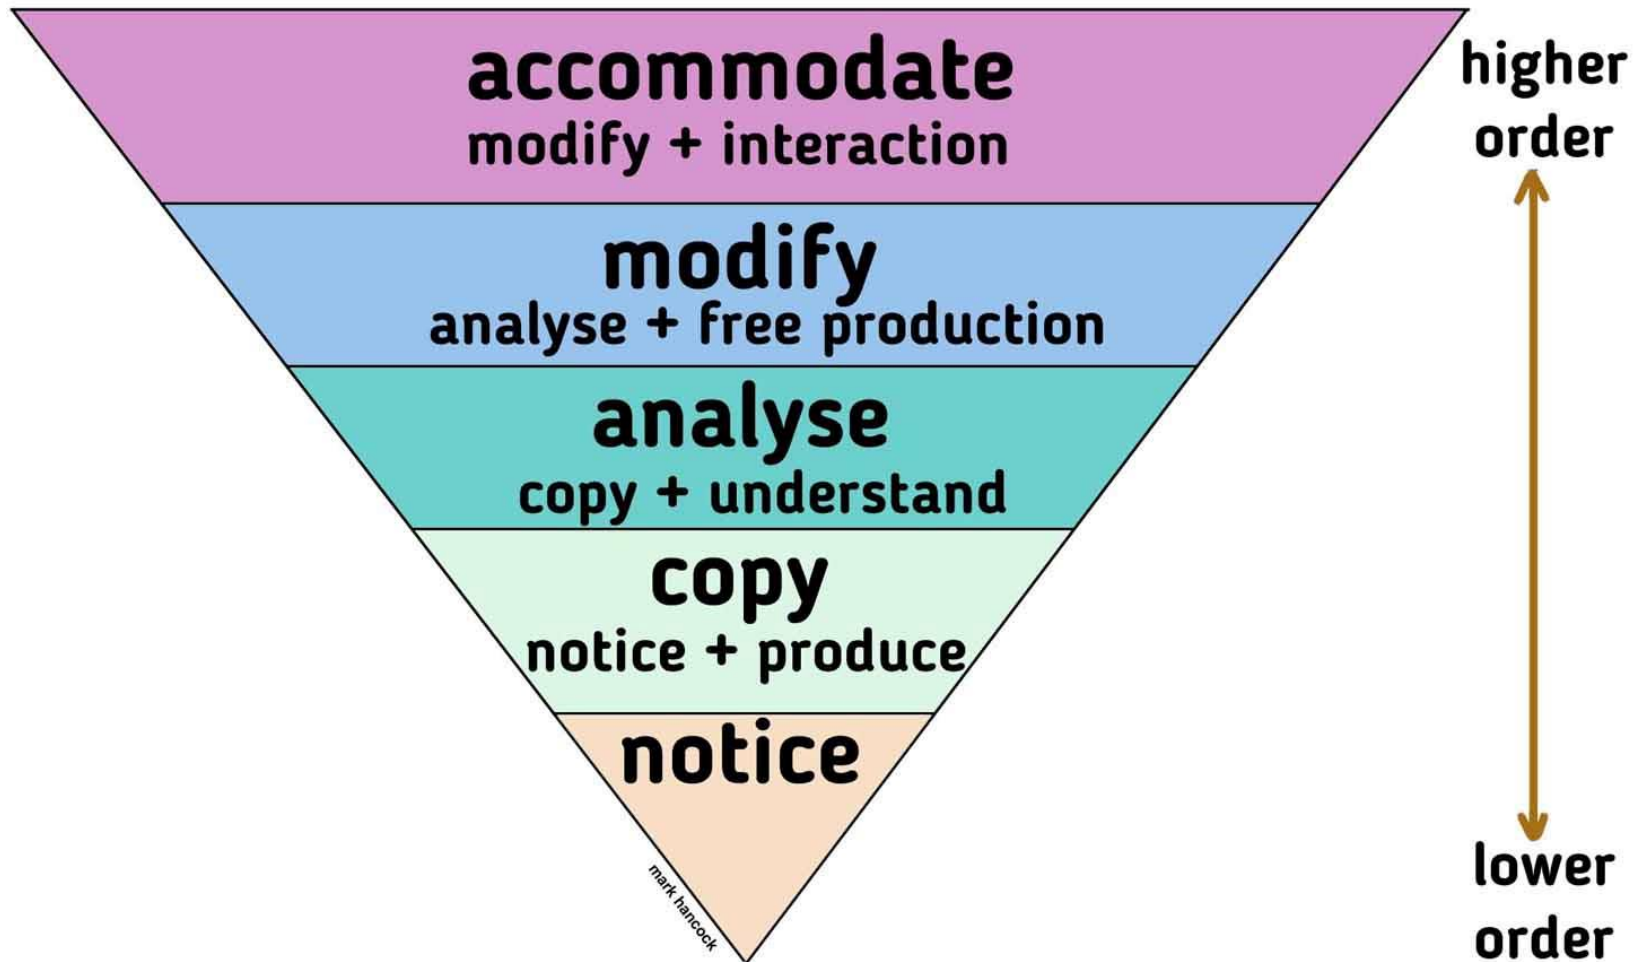 accommodate
modify + interaction
modify
analyse + free production
analyse
copy + understand
copy
notice + produce
notice
mark hancock
higher
order
lower
order